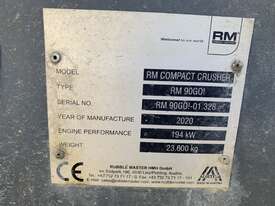 RM
MODEL RM COMPACT CRUSHER
TYPE RM 90GO!
SERIAL NO. RM 90GO!-01.328
YEAR OF MANUFACTURE 2020
ENGINE PERFORMANCE 194 kW
WEIGHT 23.600 kg
CE
RUBBLE MASTER HMH GmbH